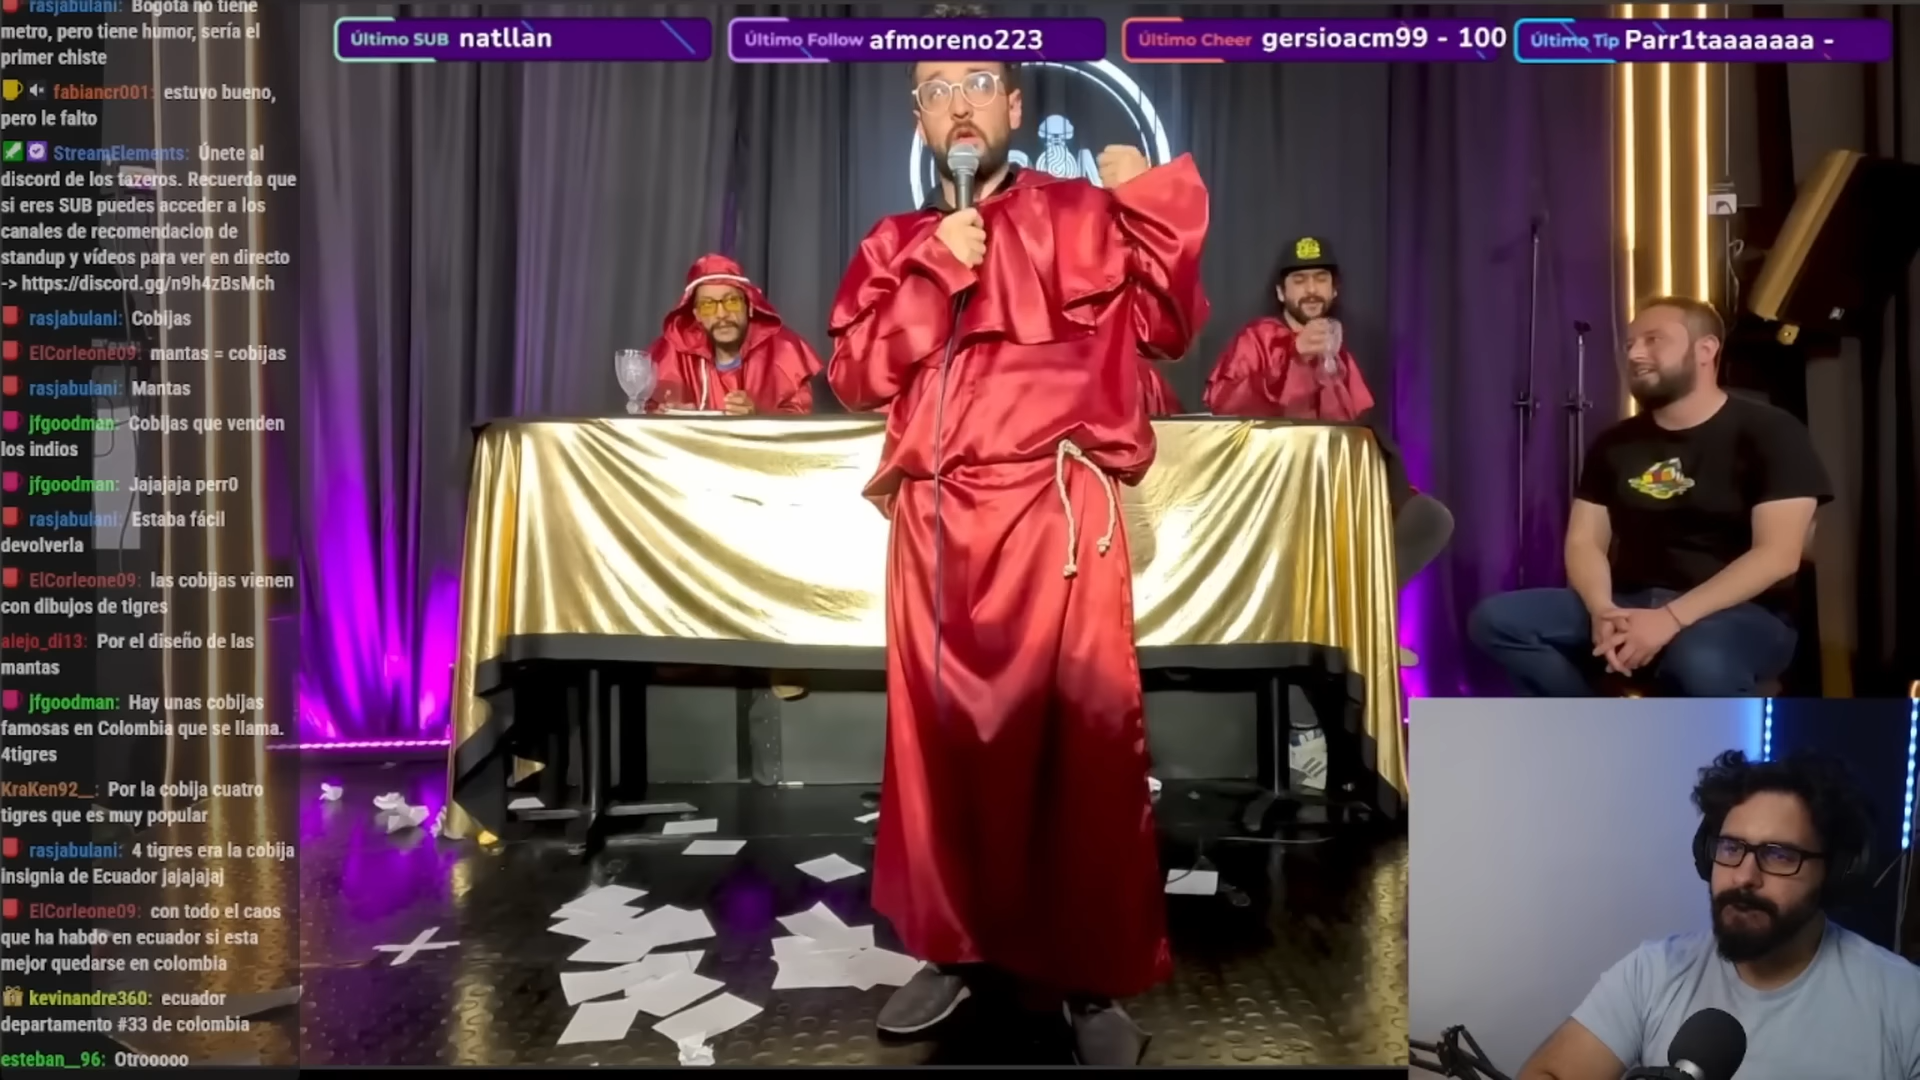 rasjabulani: Bogotá no tiene
metro, pero tiene humor, sería el
primer chiste
fabiancr001: estuvo bueno,
pero le falto
StreamElements: Únete al
discord de los tazeros. Recuerda que
si eres SUB puedes acceder a los
canales de recomendacion de
standup y vídeos para ver en directo
-> https://discord.gg/n9h4zBsMch
rasjabulani: Cobijas
ElCorleone09: mantas = cobijas
rasjabulani: Mantas
jfgoodman: Cobijas que venden
los indios
jfgoodman: Jajajaja perr0
rasjabulani: Estaba fácil
devolverla
ElCorleone09: las cobijas vienen
con dibujos de tigres
alejo_di13: Por el diseño de las
mantas
jfgoodman: Hay unas cobijas
famosas en Colombia que se llama.
4tigres
KraKen92__: Por la cobija cuatro
tigres que es muy popular
rasjabulani: 4 tigres era la cobija
insignia de Ecuador jajajajaj
ElCorleone09: con todo el caos
que ha habdo en ecuador si esta
mejor quedarse en colombia
kevinandre360: ecuador
departamento #33 de colombia
esteban__96: Otrooooo
Último SUB natllan
Último Follow afmoreno223
Último Cheer gersioacm99 - 100
Último Tip Parr1taaaaaaa -